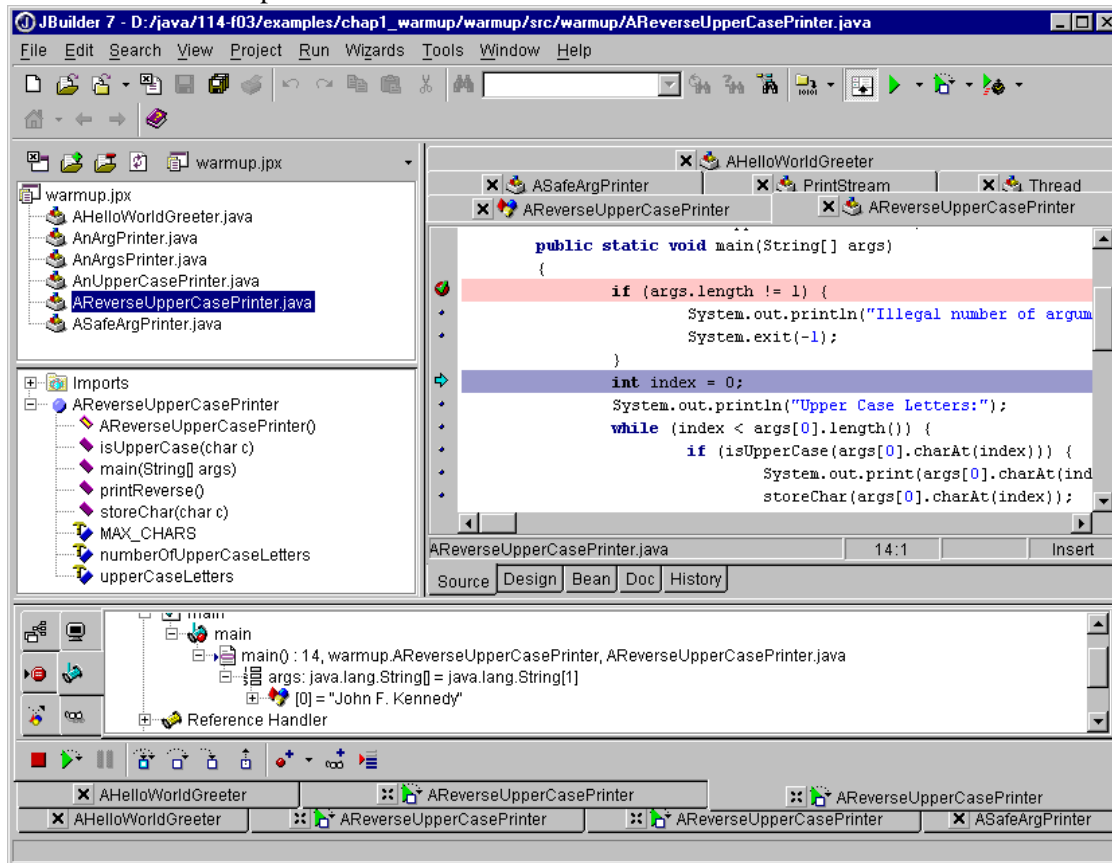 JBuilder 7 - D:/java/114-f03/examples/chap1_warmup/warmup/src/warmup/AReverseUpperCasePrinter.java
File Edit Search View Project Run Wizards Tools Window Help
warmup.jpx
warmup.jpx
AHelloWorldGreeter.java
AnArgPrinter.java
AnArgsPrinter.java
AnUpperCasePrinter.java
AReverseUpperCasePrinter.java
ASafeArgPrinter.java
Imports
AReverseUpperCasePrinter
AReverseUpperCasePrinter()
isUpperCase(char c)
main(String[] args)
printReverse()
storeChar(char c)
MAX_CHARS
numberOfUpperCaseLetters
upperCaseLetters
AHelloWorldGreeter
ASafeArgPrinter PrintStream Thread
AReverseUpperCasePrinter AReverseUpperCasePrinter
public static void main(String[] args)
{
if (args.length != 1) {
System.out.println("Illegal number of argum
System.exit(-1);
}
int index = 0;
System.out.println("Upper Case Letters:");
while (index < args[0].length()) {
if (isUpperCase(args[0].charAt(index))) {
System.out.print(args[0].charAt(ind
storeChar(args[0].charAt(index));
AReverseUpperCasePrinter.java 14:1 Insert
Source Design Bean Doc History
main
main
main() : 14, warmup.AReverseUpperCasePrinter, AReverseUpperCasePrinter.java
args: java.lang.String[] = java.lang.String[1]
[0] = "John F. Kennedy"
Reference Handler
AHelloWorldGreeter AReverseUpperCasePrinter AReverseUpperCasePrinter
AHelloWorldGreeter AReverseUpperCasePrinter AReverseUpperCasePrinter ASafeArgPrinter